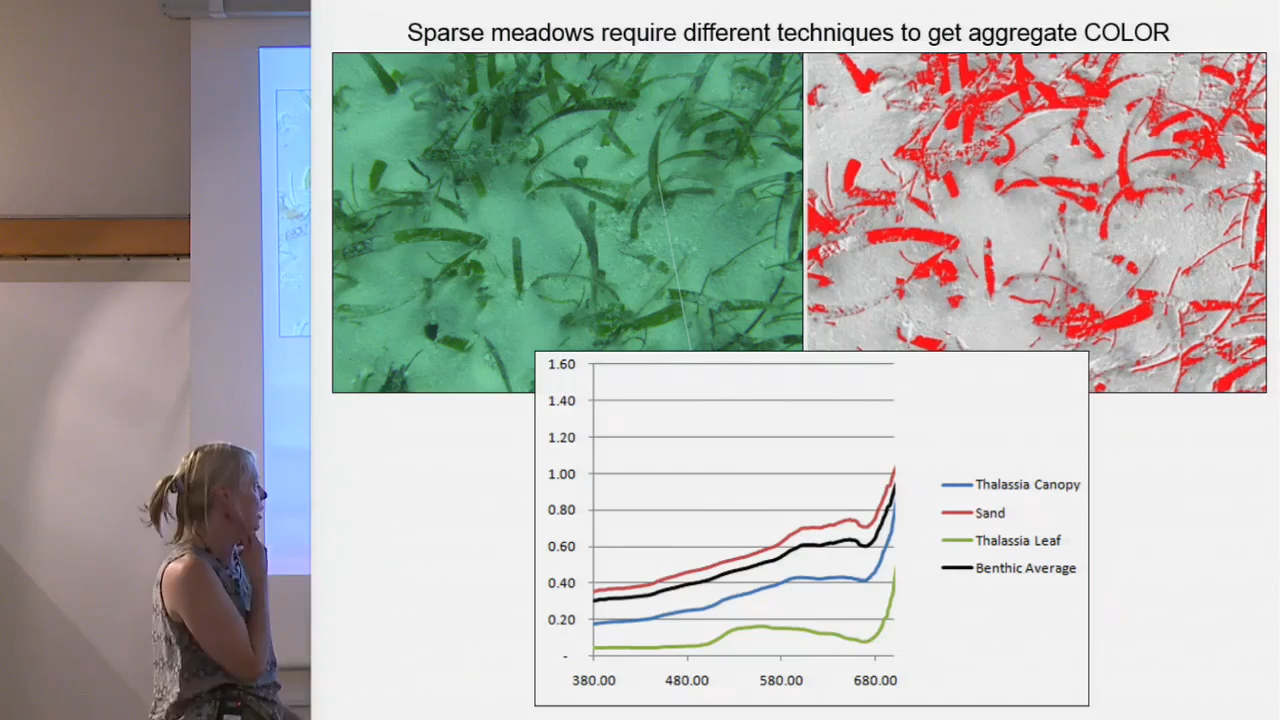 Sparse meadows require different techniques to get aggregate COLOR
1.60
1.40
1.20
1.00
0.80
0.60
0.40
0.20
-
380.00 480.00 580.00 680.00
Thalassia Canopy
Sand
Thalassia Leaf
Benthic Average